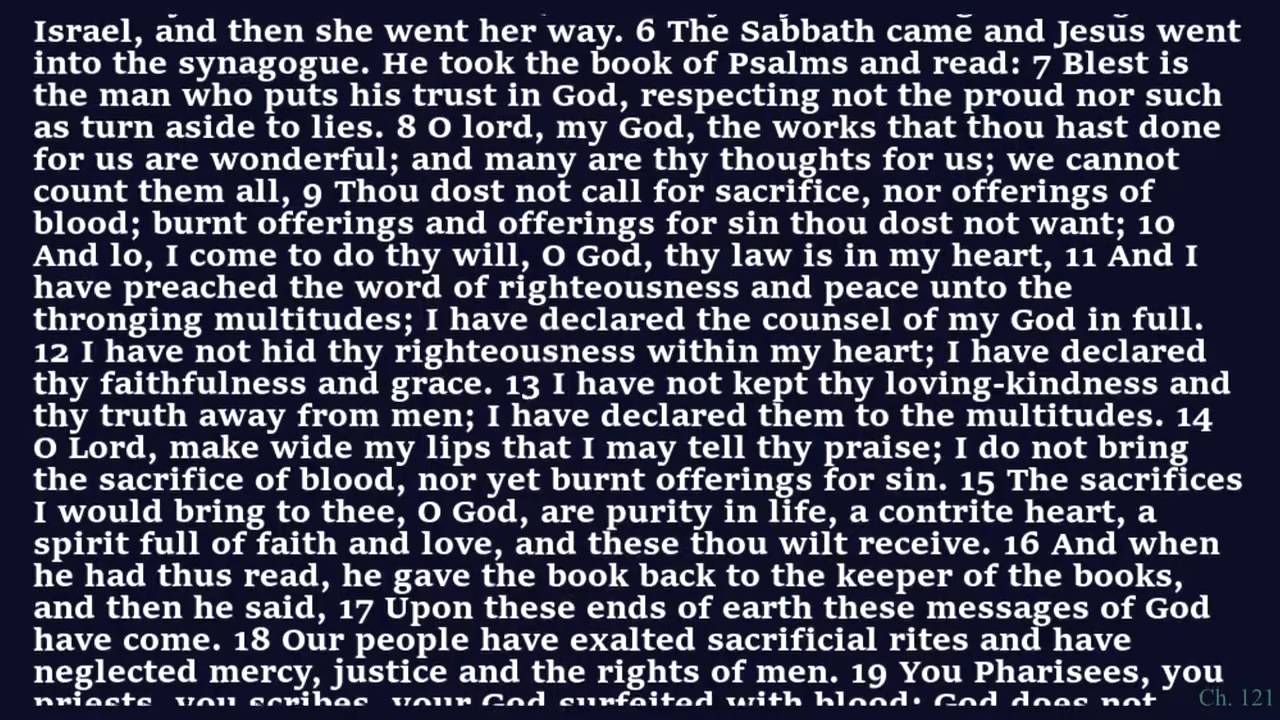 Israel, and then she went her way. 6 The Sabbath came and Jesus went
into the synagogue. He took the book of Psalms and read: 7 Blest is
the man who puts his trust in God, respecting not the proud nor such
as turn aside to lies. 8 O lord, my God, the works that thou hast done
for us are wonderful; and many are thy thoughts for us; we cannot
count them all, 9 Thou dost not call for sacrifice, nor offerings of
blood; burnt offerings and offerings for sin thou dost not want; 10
And lo, I come to do thy will, O God, thy law is in my heart, 11 And I
have preached the word of righteousness and peace unto the
thronging multitudes; I have declared the counsel of my God in full.
12 I have not hid thy righteousness within my heart; I have declared
thy faithfulness and grace. 13 I have not kept thy loving-kindness and
thy truth away from men; I have declared them to the multitudes. 14
O Lord, make wide my lips that I may tell thy praise; I do not bring
the sacrifice of blood, nor yet burnt offerings for sin. 15 The sacrifices
I would bring to thee, O God, are purity in life, a contrite heart, a
spirit full of faith and love, and these thou wilt receive. 16 And when
he had thus read, he gave the book back to the keeper of the books,
and then he said, 17 Upon these ends of earth these messages of God
have come. 18 Our people have exalted sacrificial rites and have
neglected mercy, justice and the rights of men. 19 You Pharisees, you
priests, you scribes, your God surfeited with blood; God does not
Ch. 121